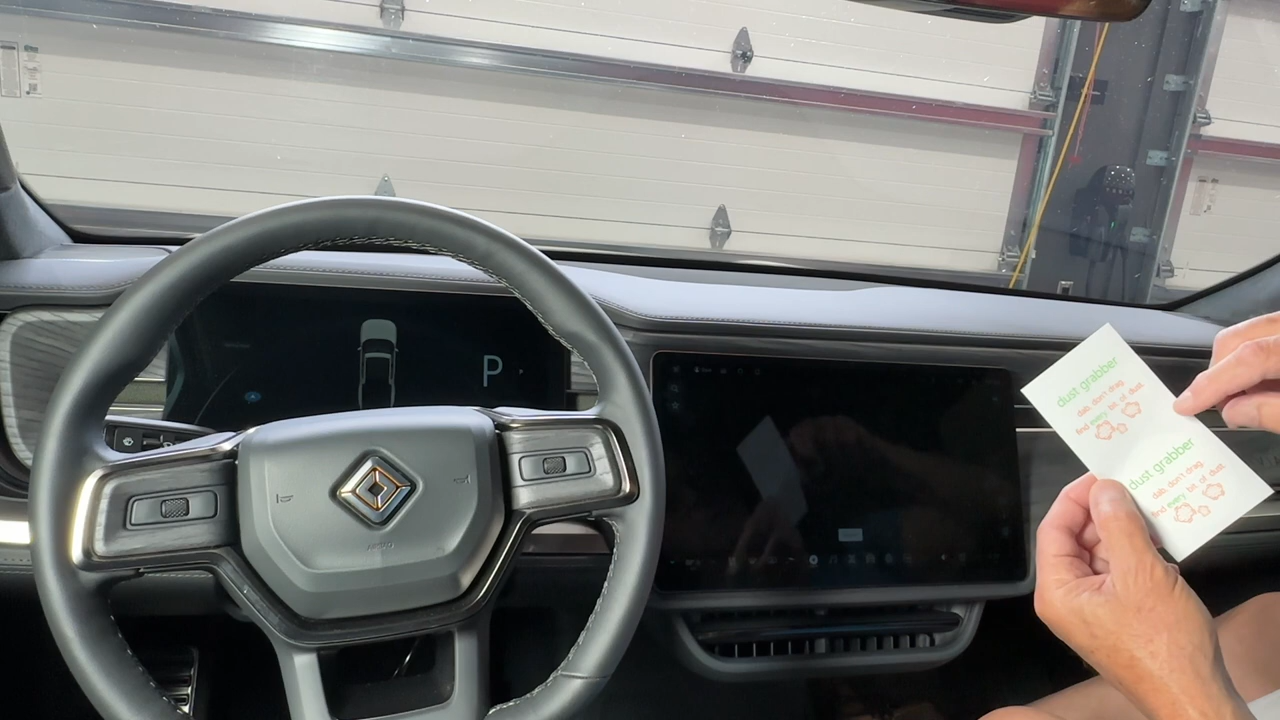 P
AIRBAG
dust grabber
dab, don't drag
find every bit of dust
dust grabber
dab, don't drag
find every bit of dust